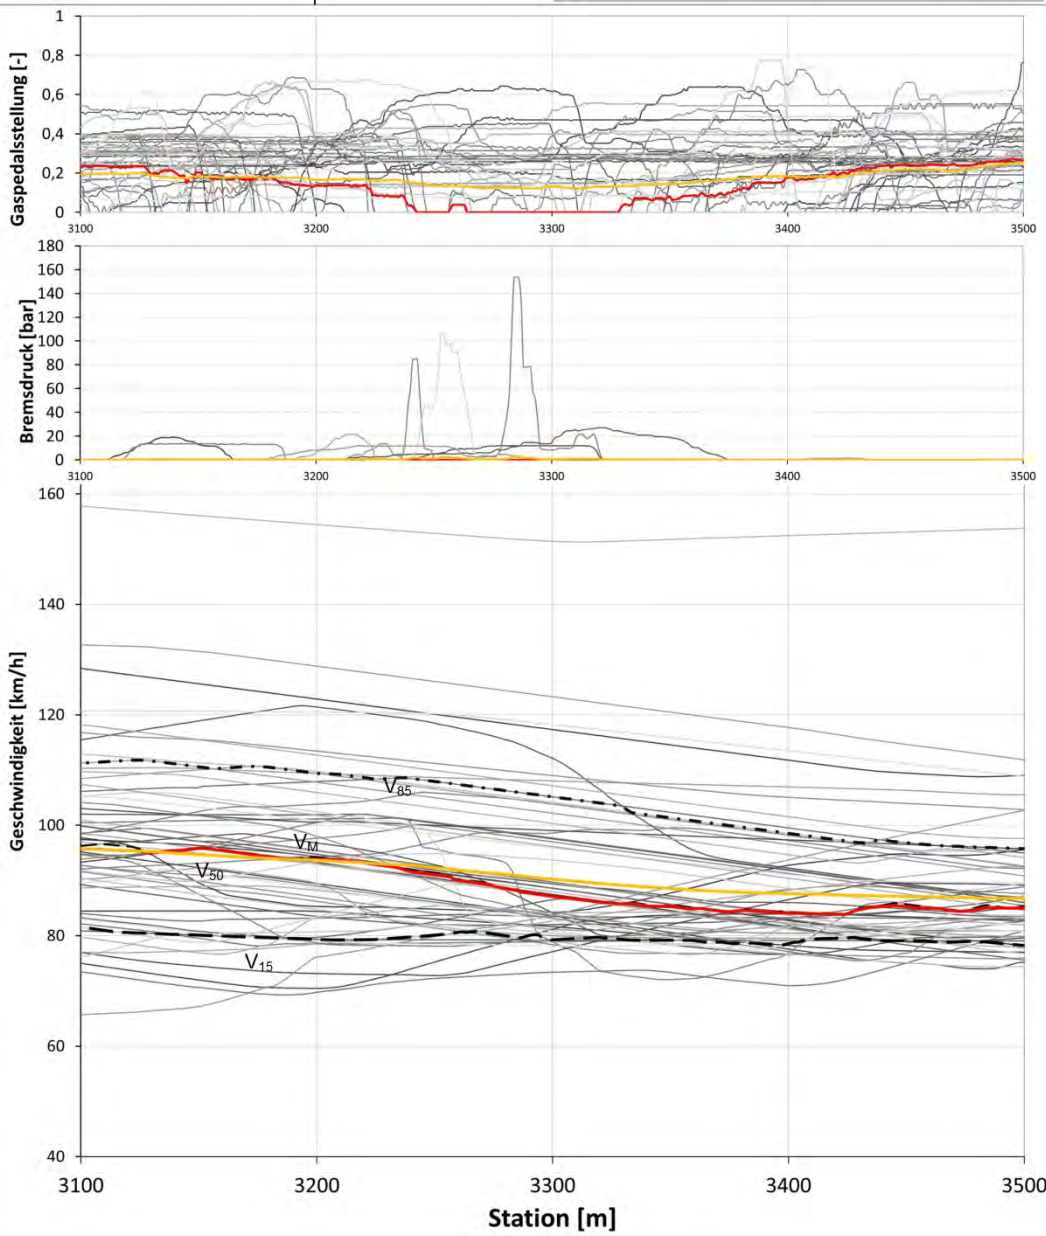 Gaspedalsstellung [-]
1
0,8
0,6
0,4
0,2
0
3100 3200 3300 3400 3500
Bremsdruck [bar]
180
160
140
120
100
80
60
40
20
0
3100 3200 3300 3400 3500
Geschwindigkeit [km/h]
160
140
120
100
80
60
40
V85
VM
V50
V15
3100 3200 3300 3400 3500
Station [m]